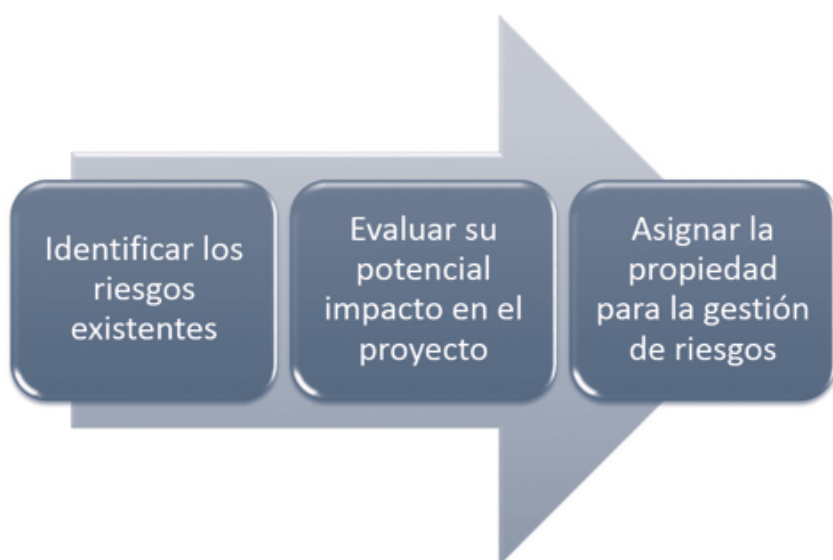 Identificar los
riesgos
existentes
Evaluar su
potencial
impacto en el
proyecto
Asignar la
propiedad
para la gestión
de riesgos